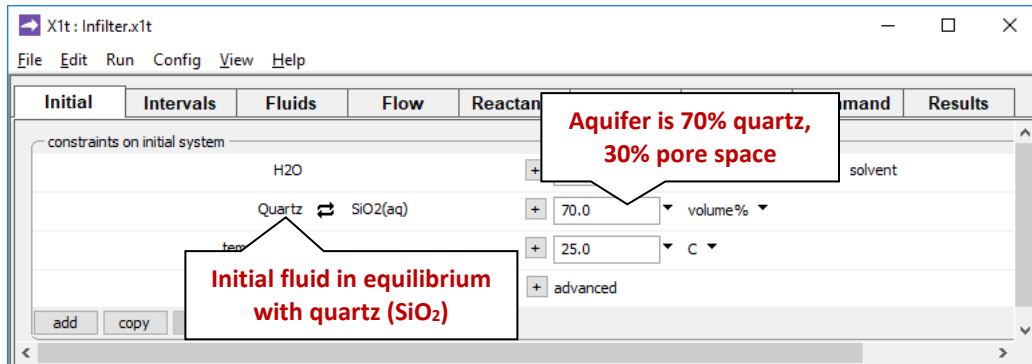 X1t : Infilter.x1t
File Edit Run Config View Help
Initial Intervals Fluids Flow Results
Aquifer is 70% quartz,
30% pore space
constraints on initial system
H2O + solvent
Quartz SiO2(aq) + 70.0 volume%
+ 25.0 C
Initial fluid in equilibrium
with quartz (SiO₂)
+ advanced
add copy